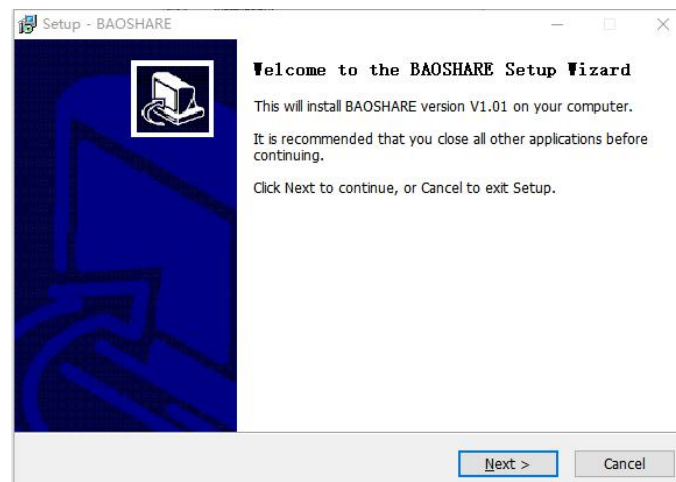 Setup - BAOSHARE
Welcome to the BAOSHARE Setup Wizard
This will install BAOSHARE version V1.01 on your computer.
It is recommended that you close all other applications before
continuing.
Click Next to continue, or Cancel to exit Setup.
Next >
Cancel